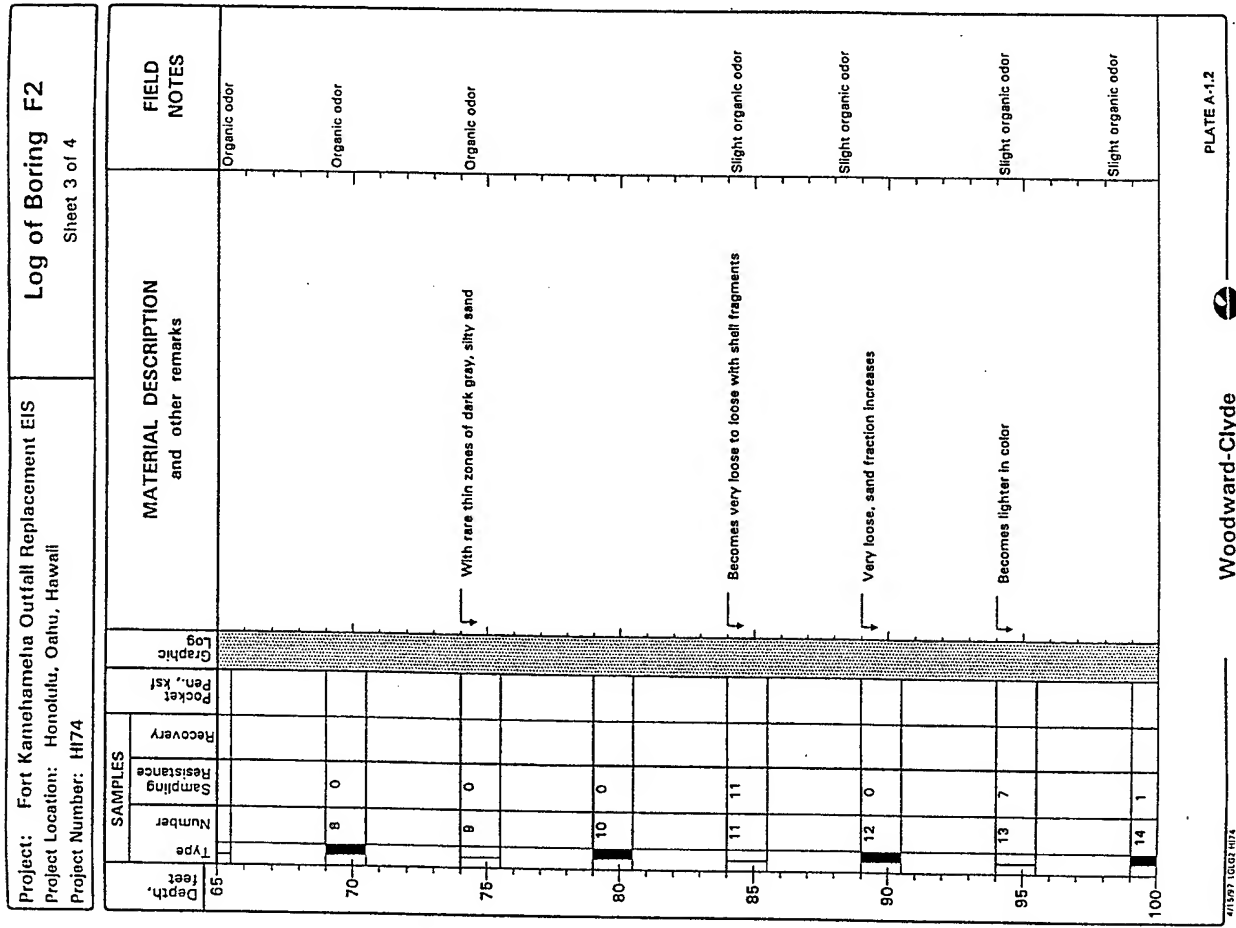 Project: Fort Kamehameha Outfall Replacement EIS
Project Location: Honolulu, Oahu, Hawaii
Project Number: HI74
Log of Boring F2
Sheet 3 of 4
Depth, feet
SAMPLES
Type
Number
Sampling Resistance
Recovery
Pocket Pen., ksf
Graphic Log
MATERIAL DESCRIPTION
and other remarks
FIELD
NOTES
65
Organic odor
8 0
Organic odor
70
9 0
With rare thin zones of dark gray, silty sand
Organic odor
75
10 0
80
11 11
Becomes very loose to loose with shell fragments
Slight organic odor
85
Slight organic odor
12 0
Very loose, sand fraction increases
90
13 7
Becomes lighter in color
Slight organic odor
95
Slight organic odor
14 1
100
4/15/97 LGLG2 HI74
Woodward-Clyde
PLATE A-1.2